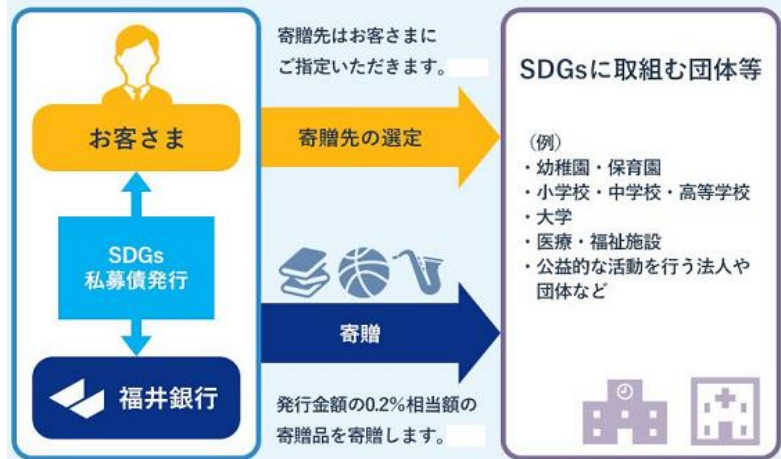 お客さま
SDGs
私募債発行
福井銀行
寄贈先はお客さまに
ご指定いただきます。
寄贈先の選定
寄贈
発行金額の0.2%相当額の
寄贈品を寄贈します。
SDGsに取組む団体等
（例）
・幼稚園・保育園
・小学校・中学校・高等学校
・大学
・医療・福祉施設
・公益的な活動を行う法人や
団体など